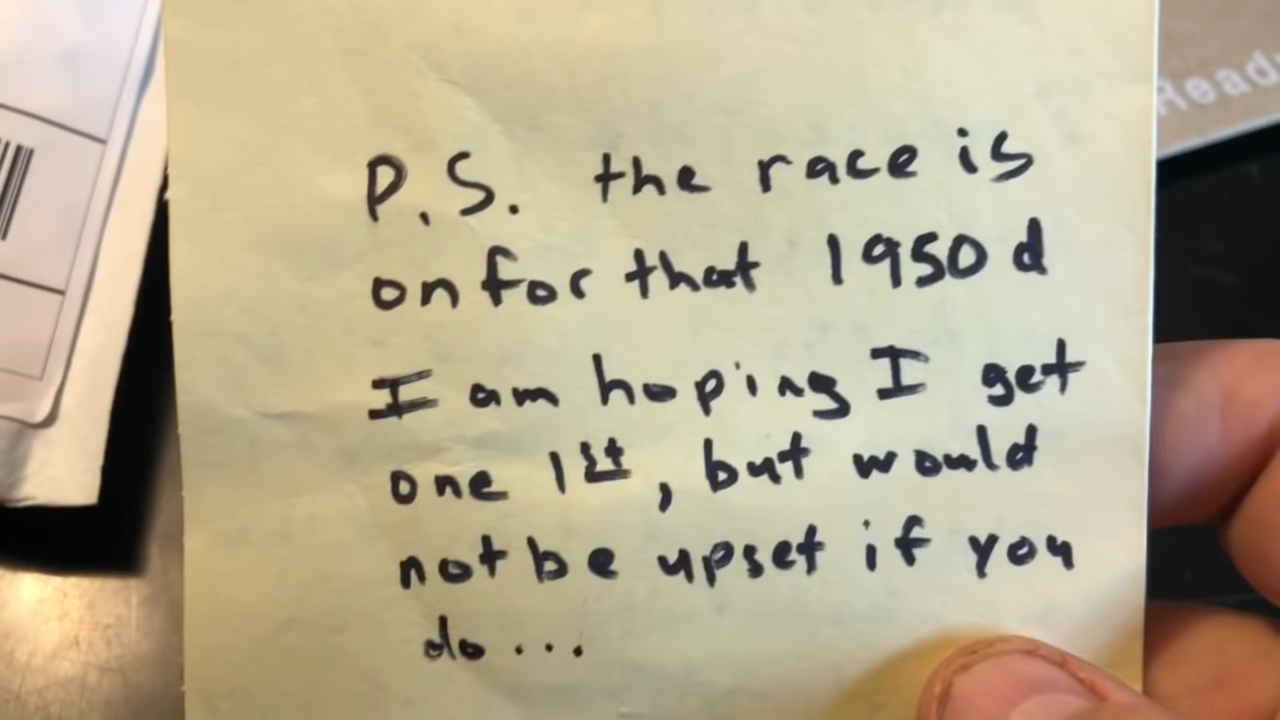 P.S. the race is
on for that 1950 d
I am hoping I get
one 1st, but would
not be upset if you
do...